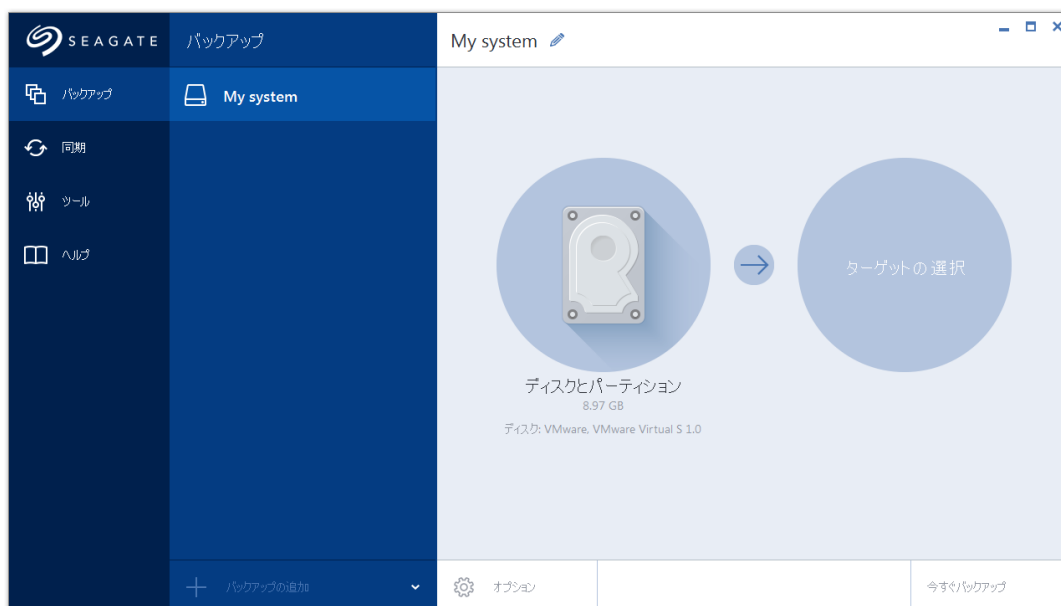 SEAGATE
バックアップ
My system
バックアップ
My system
同期
ツール
ヘルプ
ターゲットの選択
ディスクとパーティション
8.97 GB
ディスク: VMware, VMware Virtual S 1.0
バックアップの追加
オプション
今すぐバックアップ